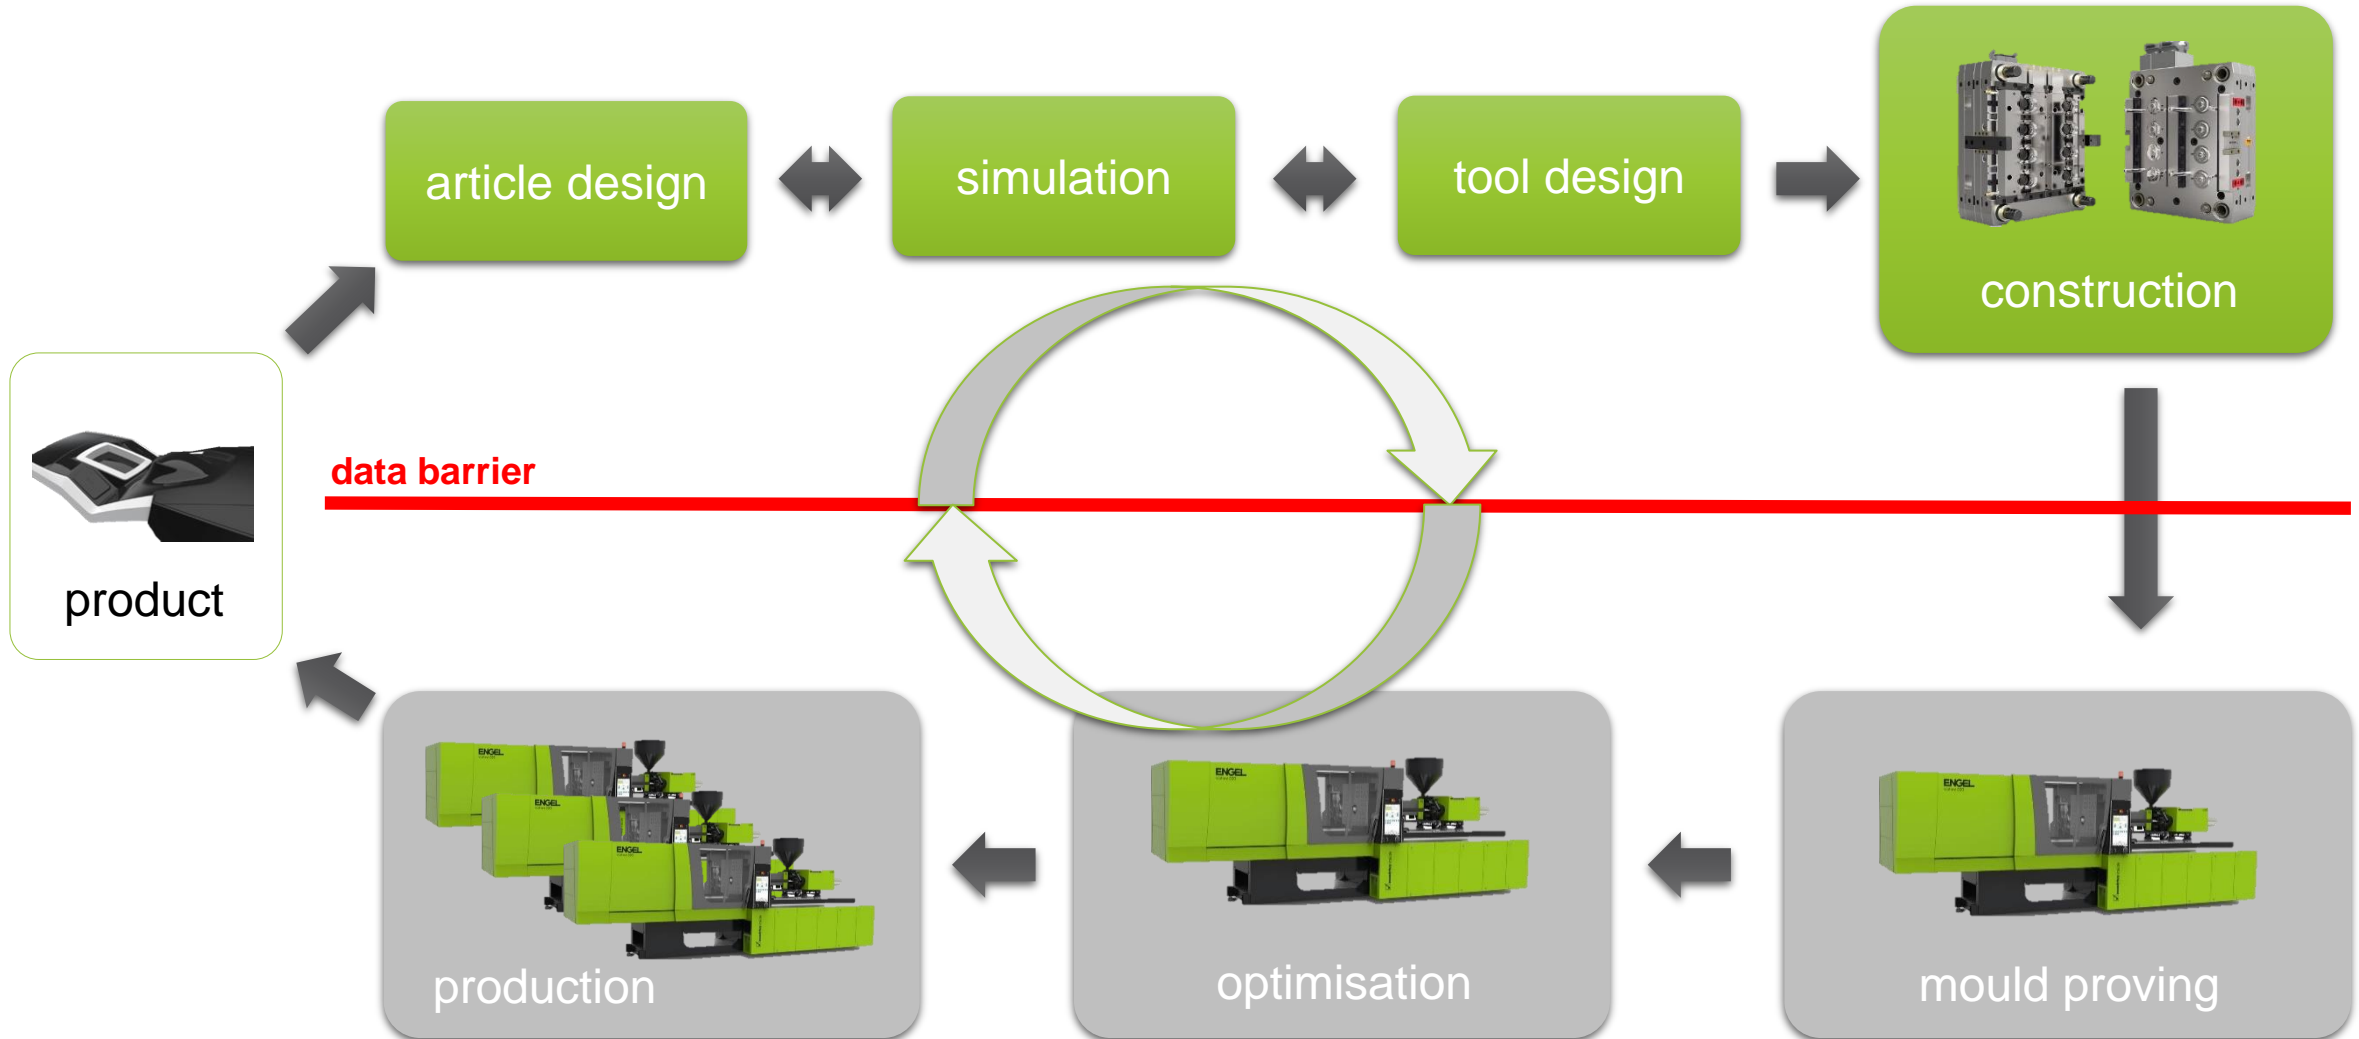 article design
simulation
tool design
construction
data barrier
product
ENGEL
ENGEL
ENGEL
production
ENGEL
optimisation
ENGEL
mould proving